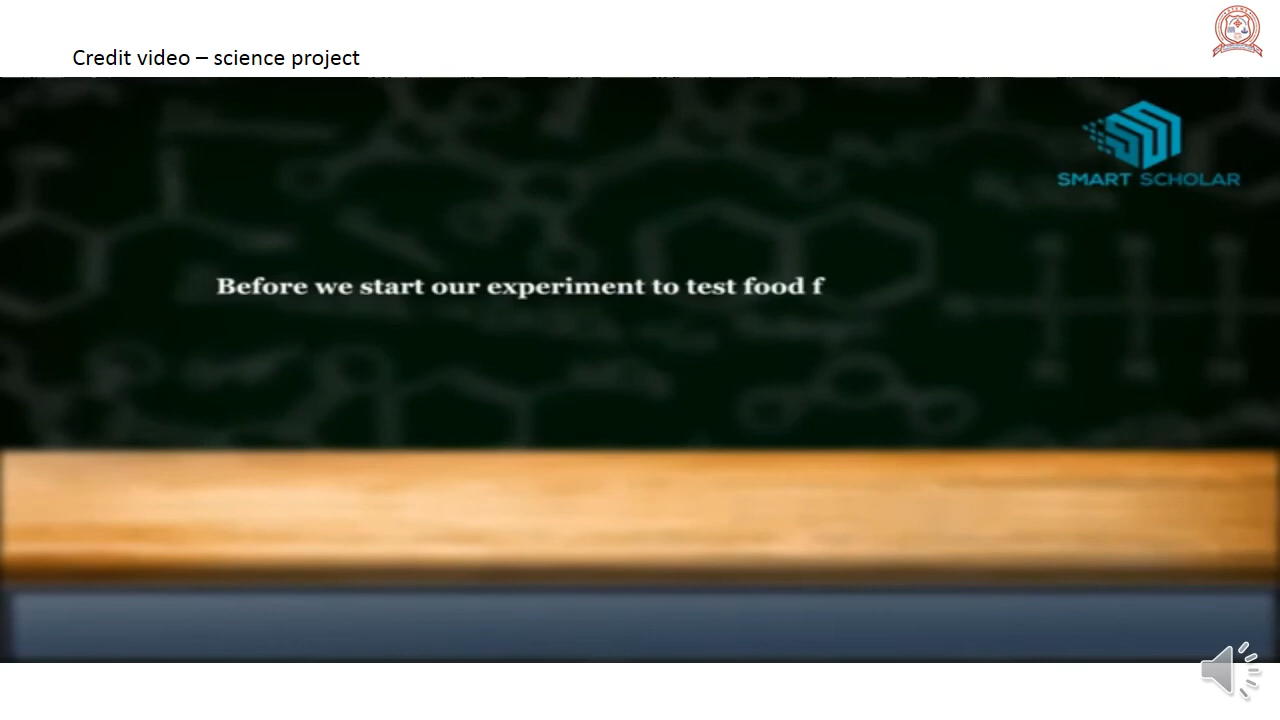 Credit video – science project
SMART SCHOLAR
Before we start our experiment to test food f